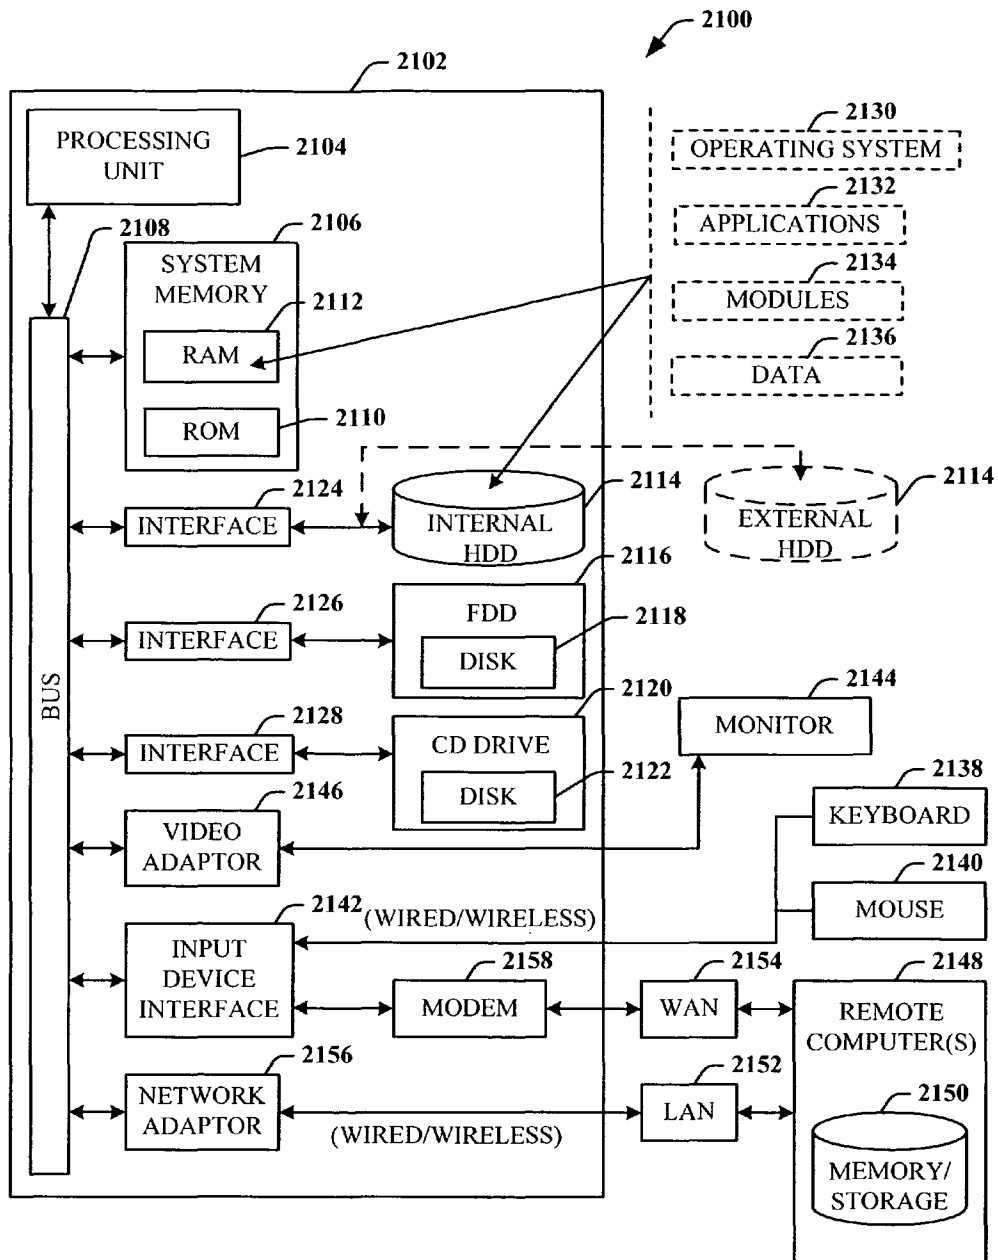 2100
2102
PROCESSING
UNIT
2104
2130
OPERATING SYSTEM
2132
APPLICATIONS
2134
MODULES
2136
DATA
2108
2106
SYSTEM
MEMORY
2112
RAM
2110
ROM
2124
INTERFACE
2114
INTERNAL
HDD
2114
EXTERNAL
HDD
2116
FDD
2126
INTERFACE
2118
DISK
BUS
2120
CD DRIVE
2128
INTERFACE
2122
DISK
2144
MONITOR
2146
VIDEO
ADAPTOR
2138
KEYBOARD
2140
MOUSE
2142
(WIRED/WIRELESS)
INPUT
DEVICE
INTERFACE
2158
MODEM
2154
WAN
2148
REMOTE
COMPUTER(S)
2156
NETWORK
ADAPTOR
(WIRED/WIRELESS)
2152
LAN
2150
MEMORY/
STORAGE